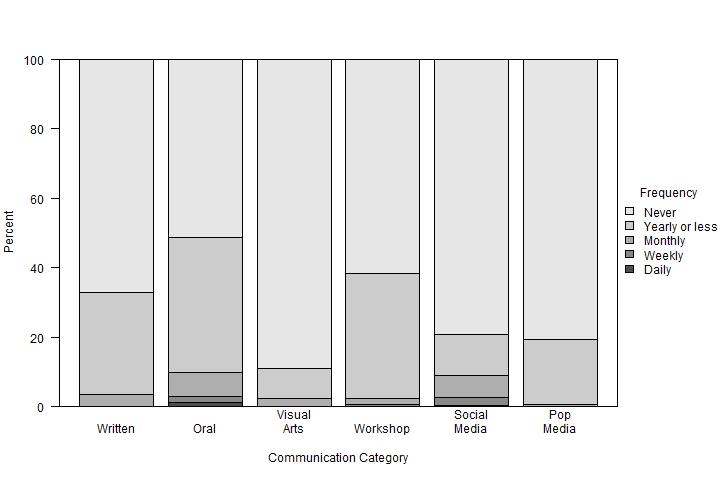 100
80
60
40
20
0
Percent
Written
Oral
Visual
Arts
Workshop
Social
Media
Pop
Media
Communication Category
Frequency
Never
Yearly or less
Monthly
Weekly
Daily